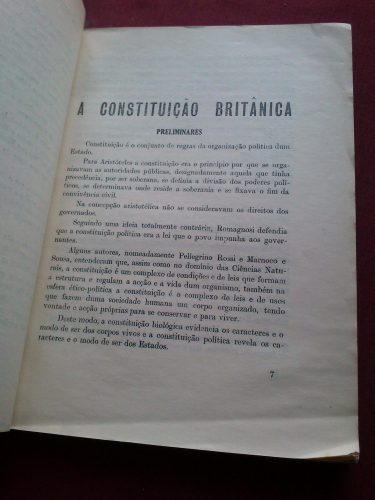 A CONSTITUIÇÃO BRITÂNICA
PRELIMINARES
Constituição é o conjunto de regras da organização política dum
Estado.
Para Aristóteles a constituição era o princípio por que se orga-
nizavam as autoridades públicas, designadamente aquela que tinha
precedência, por ser soberana, se definia a divisão dos poderes polí-
ticos, se determinava onde reside a soberania e se fixava o fim da
convivência civil.
Na concepção aristotélica não se consideravam os direitos dos
governados.
Seguindo uma ideia totalmente contrária, Romagnosi defendia
que a constituição política era a lei que o povo impunha aos gover-
nantes.
Alguns autores, nomeadamente Pellegrino Rossi e Marnoco e
Sousa, entenderam que, assim como no domínio das Ciências Natu-
rais, a constituição é um complexo de condições e de leis que formam
a estrutura e regulam a acção e a vida dum organismo, também na
esfera ético-política a constituição é o complexo de leis e de usos
que fazem duma sociedade humana um corpo organizado, tendo
vontade e acção próprias para se conservar e para viver.
Deste modo, a constituição biológica evidencia os caracteres e o
modo de ser dos corpos vivos e a constituição política revela os ca-
racteres e o modo de ser dos Estados.
7